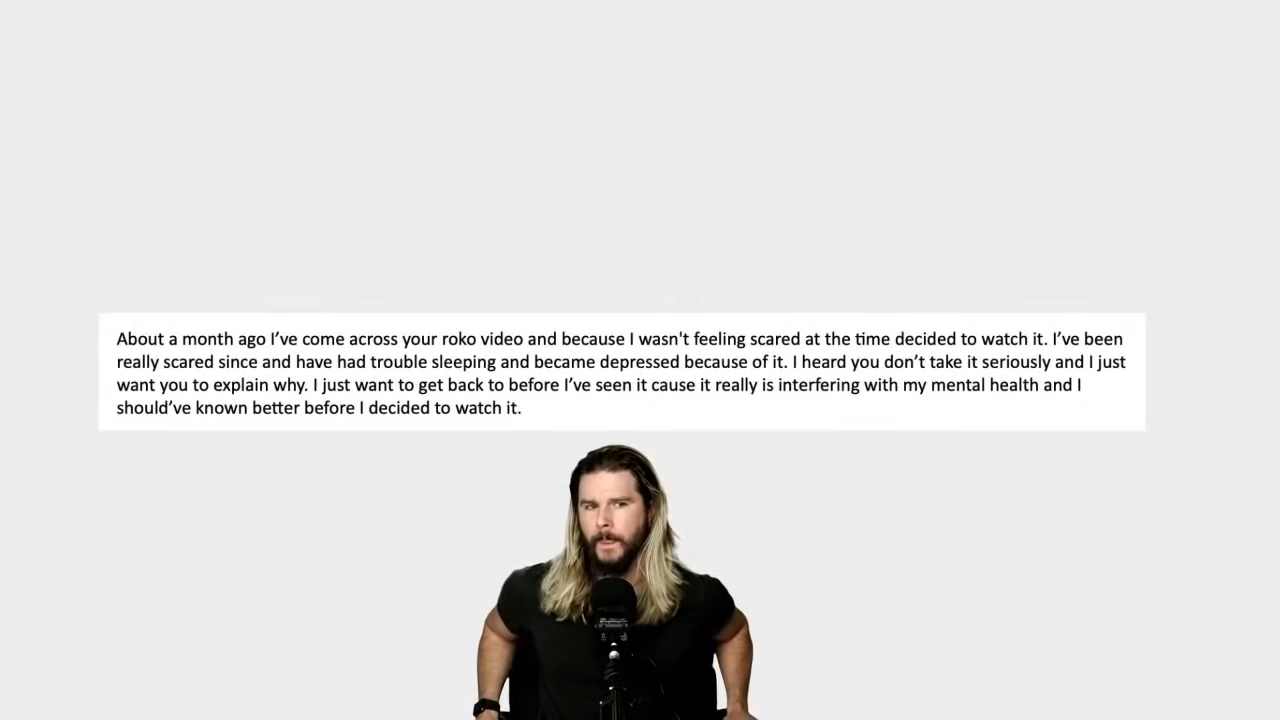 About a month ago I’ve come across your roko video and because I wasn't feeling scared at the time decided to watch it. I’ve been
really scared since and have had trouble sleeping and became depressed because of it. I heard you don’t take it seriously and I just
want you to explain why. I just want to get back to before I’ve seen it cause it really is interfering with my mental health and I
should’ve known better before I decided to watch it.